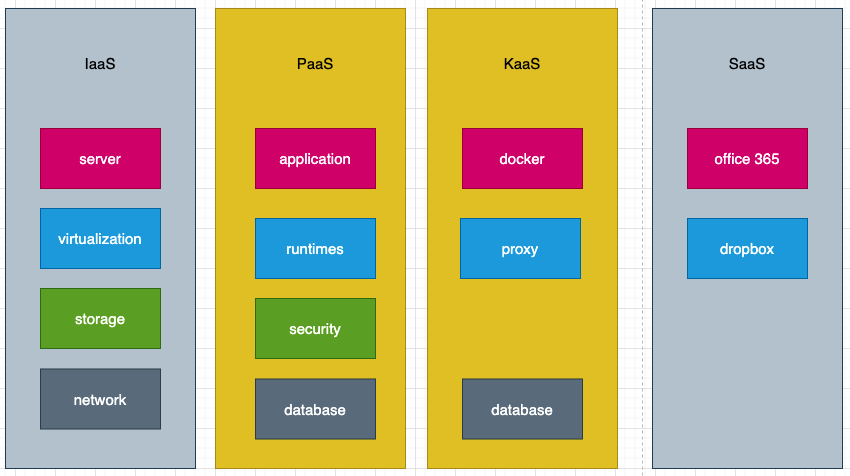 IaaS
server
virtualization
storage
network
PaaS
application
runtimes
security
database
KaaS
docker
proxy
database
SaaS
office 365
dropbox